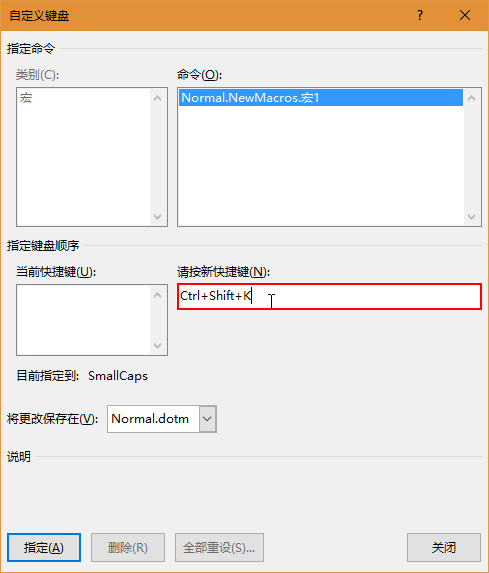 自定义键盘
指定命令
类别(C):
命令(O):
宏
Normal.NewMacros.宏1
指定键盘顺序
当前快捷键(U):
请按新快捷键(N):
Ctrl+Shift+K
目前指定到: SmallCaps
将更改保存在(V): Normal.dotm
说明
指定(A) 删除(R) 全部重设(S)... 关闭